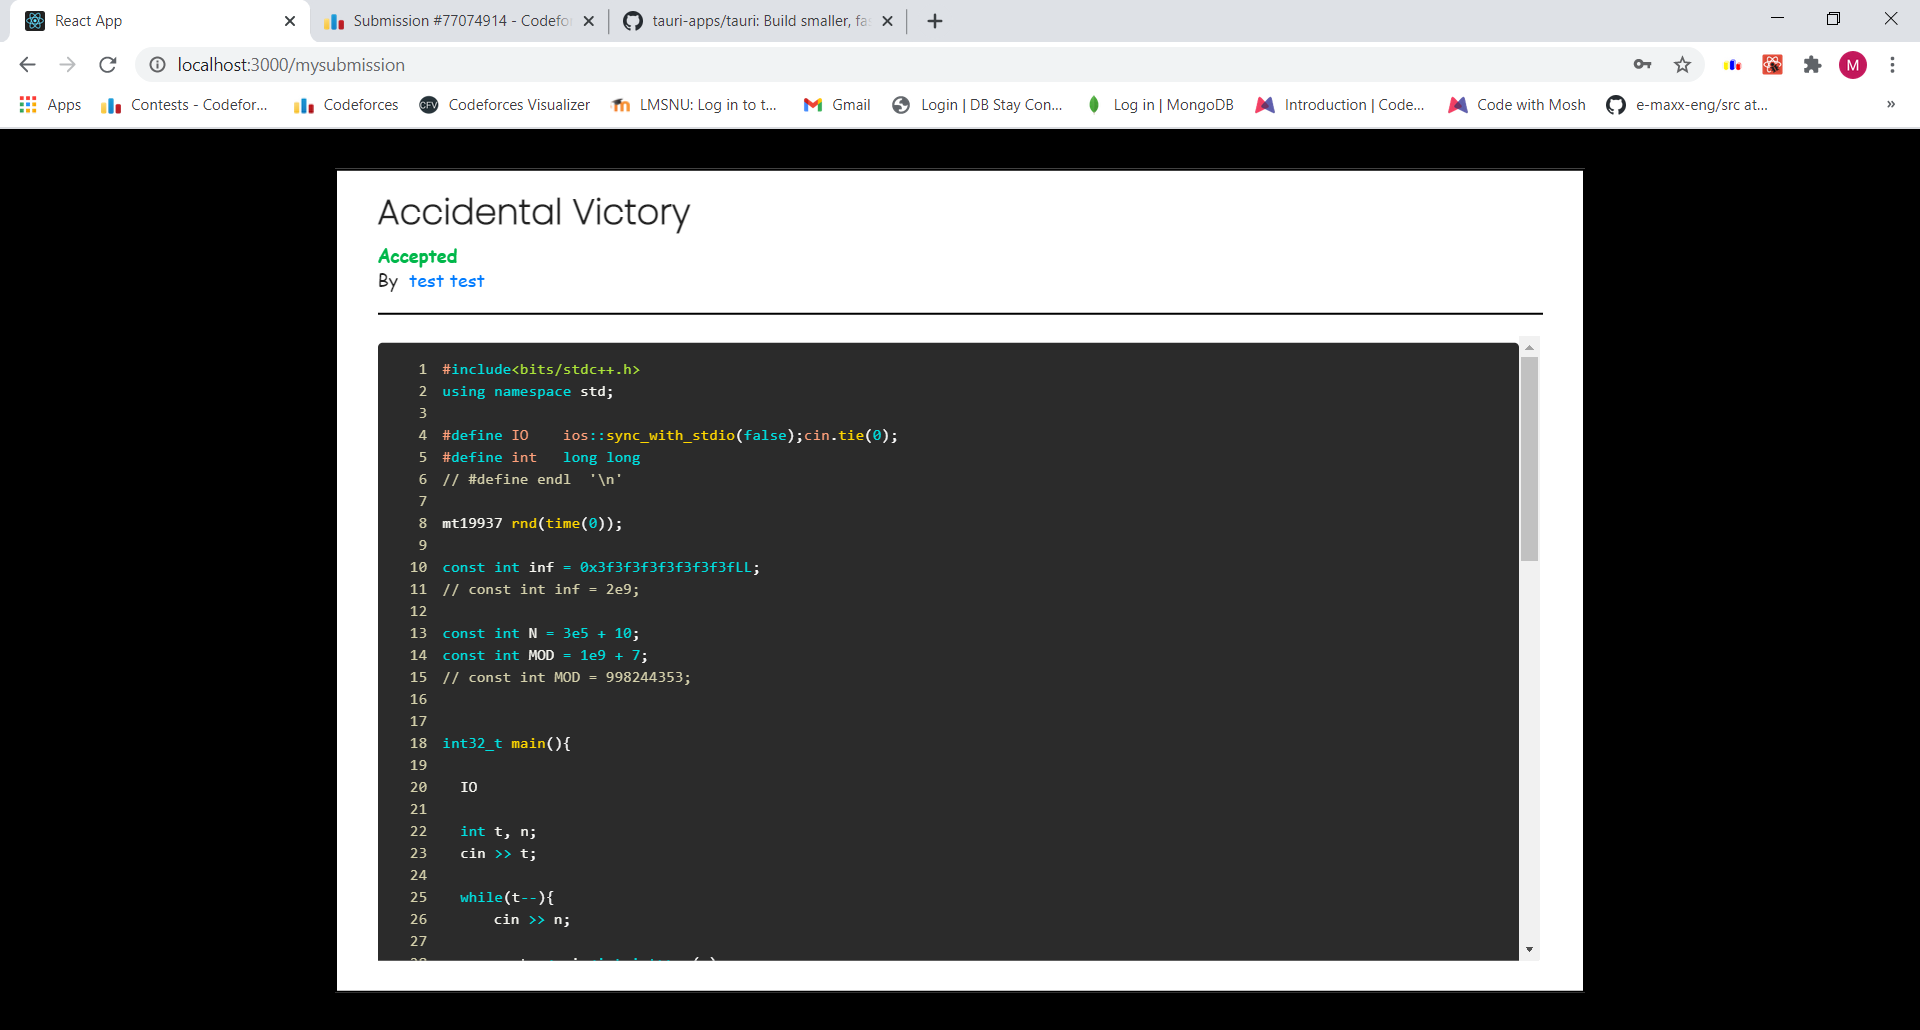 React App
Submission #77074914 - Codefo
tauri-apps/tauri: Build smaller, fas
localhost:3000/mysubmission
M
Apps
Contests - Codefor...
Codeforces
CFV
Codeforces Visualizer
LMSNU: Log in to t...
Gmail
Login | DB Stay Con...
Log in | MongoDB
Introduction | Code...
Code with Mosh
e-maxx-eng/src at...
»
Accidental Victory
Accepted
By test test
1 #include<bits/stdc++.h>
2 using namespace std;
3
4 #define IO    ios::sync_with_stdio(false);cin.tie(0);
5 #define int   long long
6 // #define endl  '\n'
7
8 mt19937 rnd(time(0));
9
10 const int inf = 0x3f3f3f3f3f3f3f3fLL;
11 // const int inf = 2e9;
12
13 const int N = 3e5 + 10;
14 const int MOD = 1e9 + 7;
15 // const int MOD = 998244353;
16
17
18 int32_t main(){
19
20   IO
21
22   int t, n;
23   cin >> t;
24
25   while(t--){
26       cin >> n;
27